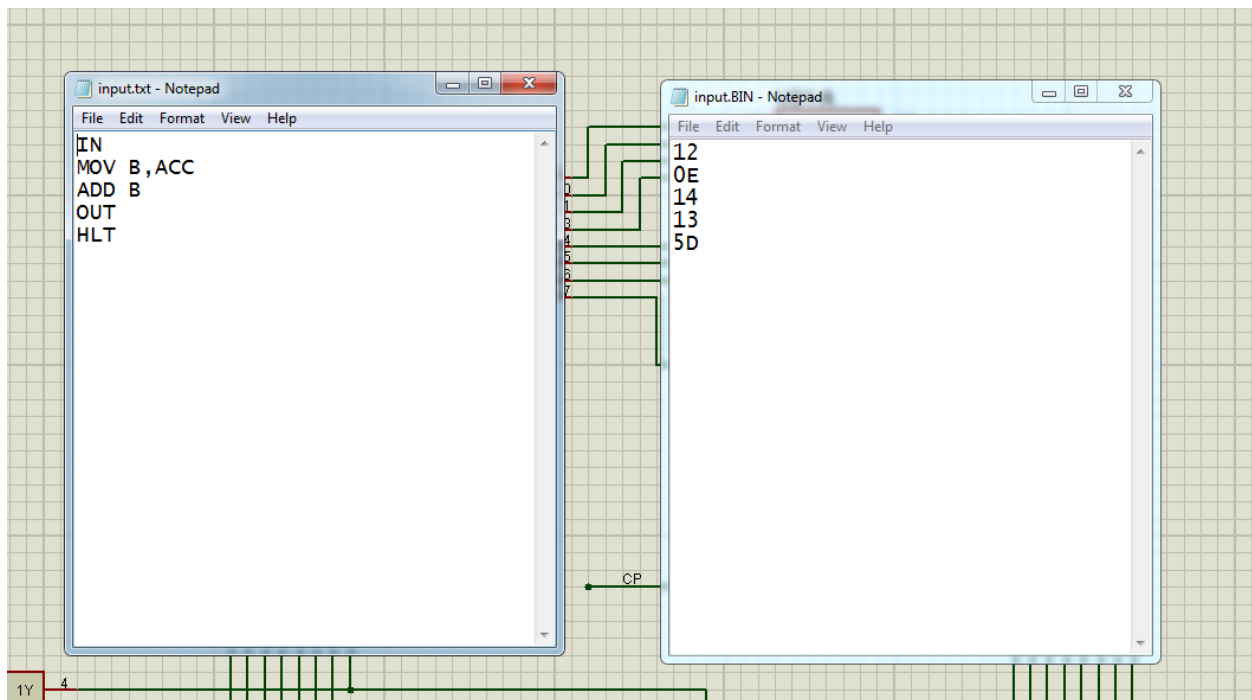 input.txt - Notepad
File Edit Format View Help
IN
MOV B,ACC
ADD B
OUT
HLT
input.BIN - Notepad
File Edit Format View Help
12
0E
14
13
5D
0
1
3
4
5
6
7
CP
1Y
4